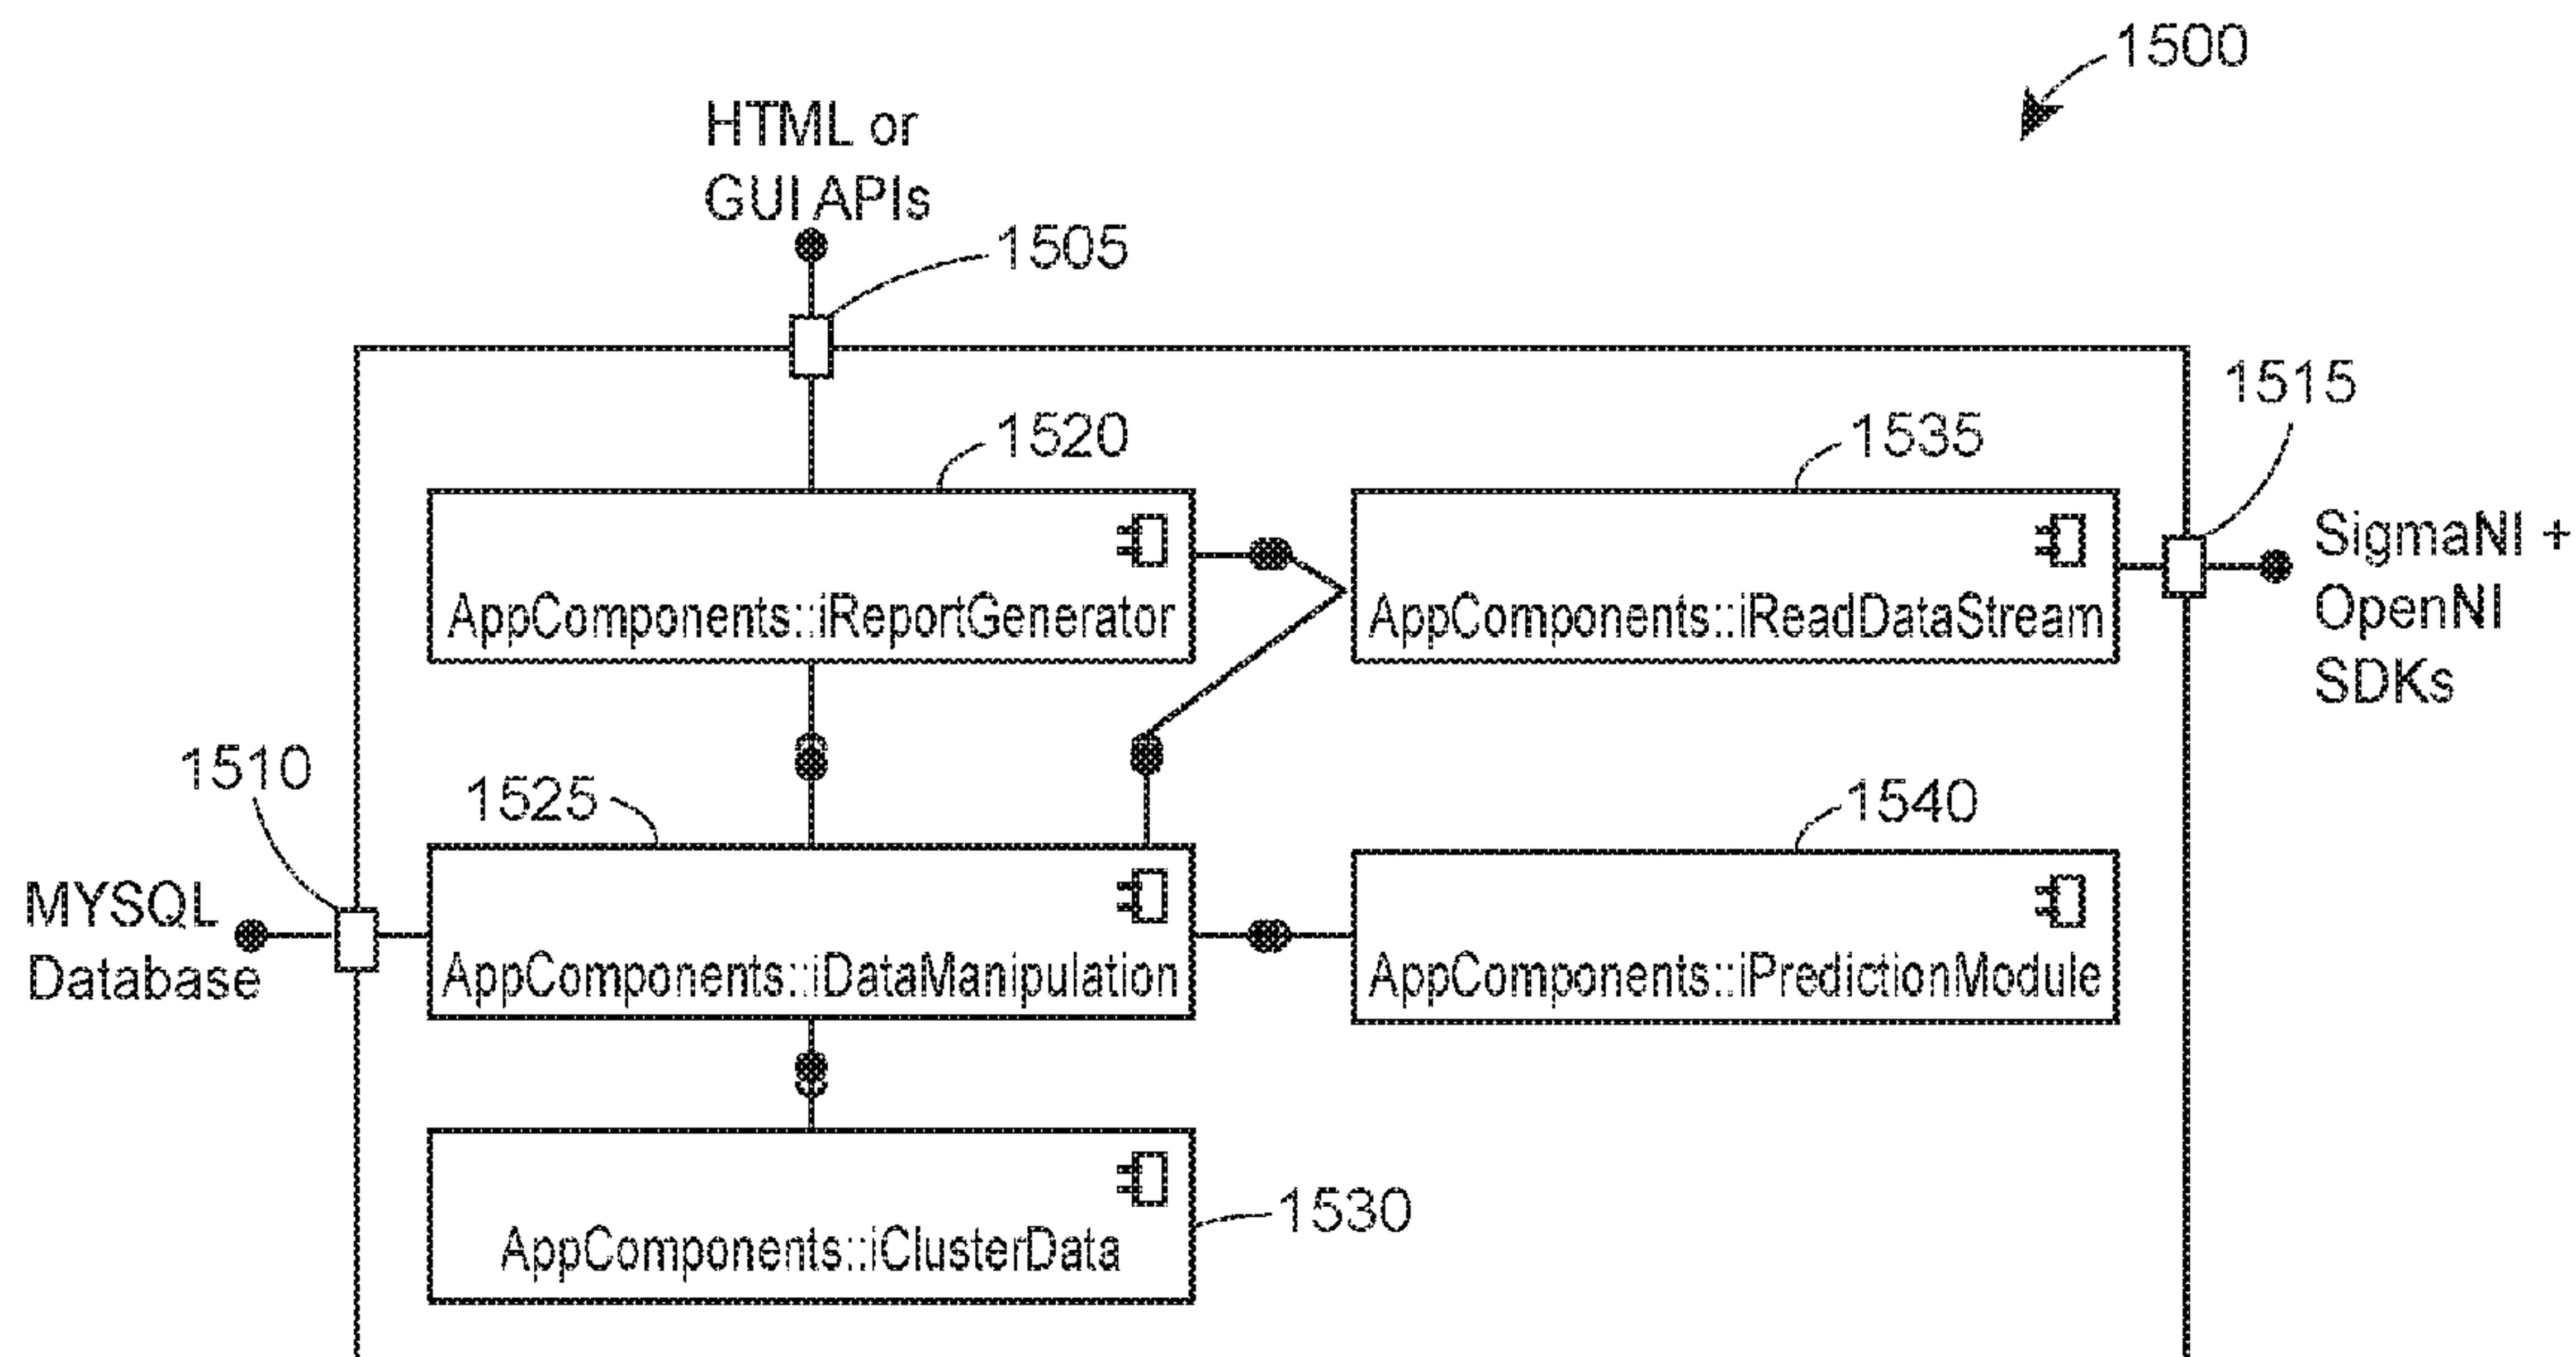 1500
HTML or
GUI APIs
1505
1515
1520
1535
SigmaNI +
OpenNI
SDKs
AppComponents::iReportGenerator
AppComponents::iReadDataStream
1510
1525
1540
MYSQL
Database
AppComponents::iDataManipulation
AppComponents::iPredictionModule
1530
AppComponents::iClusterData